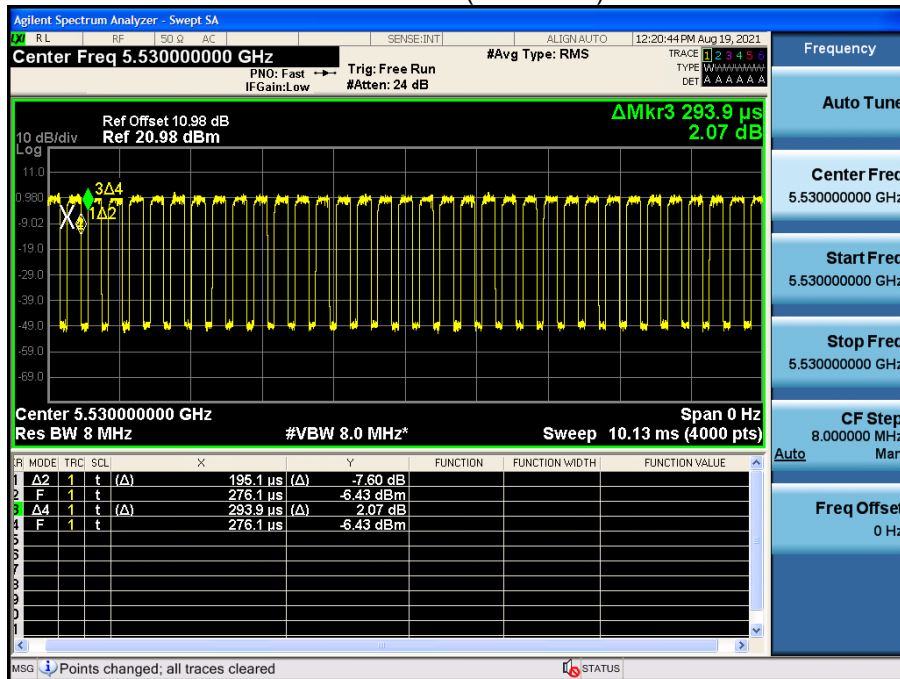 Agilent Spectrum Analyzer - Swept SA
LXI RL RF 50 Ω AC SENSE:INT ALIGN AUTO 12:20:44 PM Aug 19, 2021
Center Freq 5.530000000 GHz #Avg Type: RMS TRACE 1 2 3 4 5 6
PNO: Fast Trig: Free Run TYPE WWWWWW
IFGain:Low #Atten: 24 dB DET A A A A A A
ΔMkr3 293.9 µs
2.07 dB
Ref Offset 10.98 dB
10 dB/div Ref 20.98 dBm
Log
11.0
0.980
-9.02
-19.0
-29.0
-39.0
-49.0
-59.0
-69.0
3Δ4
1Δ2
X
Center 5.530000000 GHz Span 0 Hz
Res BW 8 MHz #VBW 8.0 MHz* Sweep 10.13 ms (4000 pts)
MODE TRC SCL X Y FUNCTION FUNCTION WIDTH FUNCTION VALUE
1 Δ2 1 t (Δ) 195.1 µs (Δ) -7.60 dB
2 F 1 t 276.1 µs -6.43 dBm
3 Δ4 1 t (Δ) 293.9 µs (Δ) 2.07 dB
4 F 1 t 276.1 µs -6.43 dBm
5
6
7
8
9
MSG Points changed; all traces cleared STATUS
Frequency
Auto Tune
Center Freq
5.530000000 GHz
Start Freq
5.530000000 GHz
Stop Freq
5.530000000 GHz
CF Step
8.000000 MHz
Auto Man
Freq Offset
0 Hz